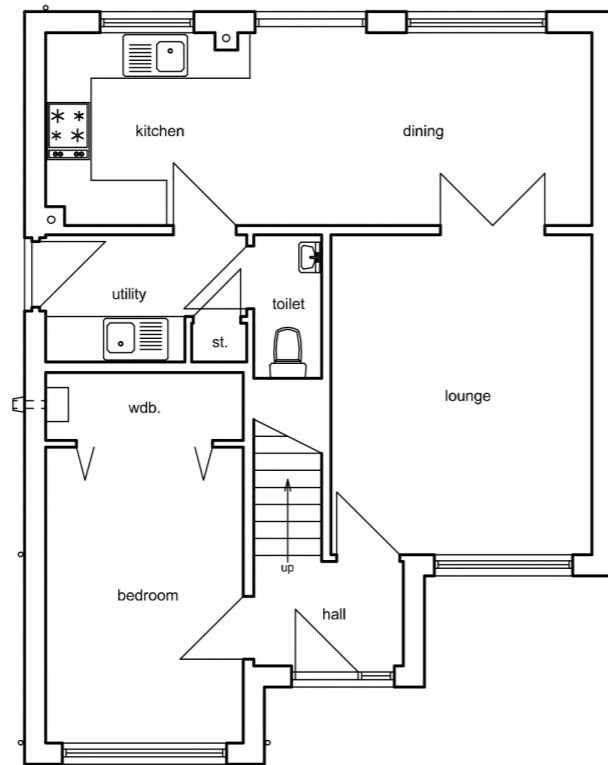 kitchen
dining
utility
toilet
st.
wdb.
lounge
up
bedroom
hall